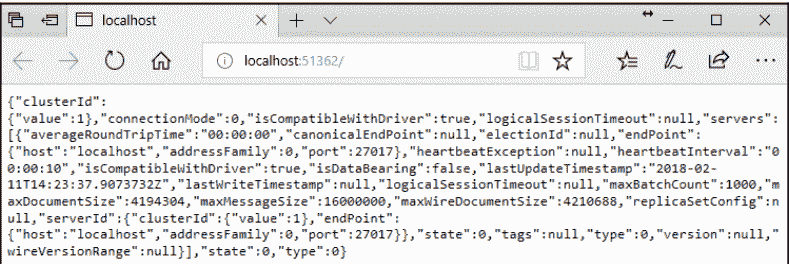 localhost
localhost:51362/
{"clusterId":
{"value":1},"connectionMode":0,"isCompatibleWithDriver":true,"logicalSessionTimeout":null,"servers":
[{"averageRoundTripTime":"00:00:00","canonicalEndPoint":null,"electionId":null,"endPoint":
{"host":"localhost","addressFamily":0,"port":27017},"heartbeatException":null,"heartbeatInterval":"0
0:00:10","isCompatibleWithDriver":true,"isDataBearing":false,"lastUpdateTimestamp":"2018-02-
11T14:23:37.9073732Z","lastWriteTimestamp":null,"logicalSessionTimeout":null,"maxBatchCount":1000,"m
axDocumentSize":4194304,"maxMessageSize":16000000,"maxWireDocumentSize":4210688,"replicaSetConfig":n
ull,"serverId":{"clusterId":{"value":1},"endPoint":
{"host":"localhost","addressFamily":0,"port":27017}},"state":0,"tags":null,"type":0,"version":null,"
wireVersionRange":null}],"state":0,"type":0}